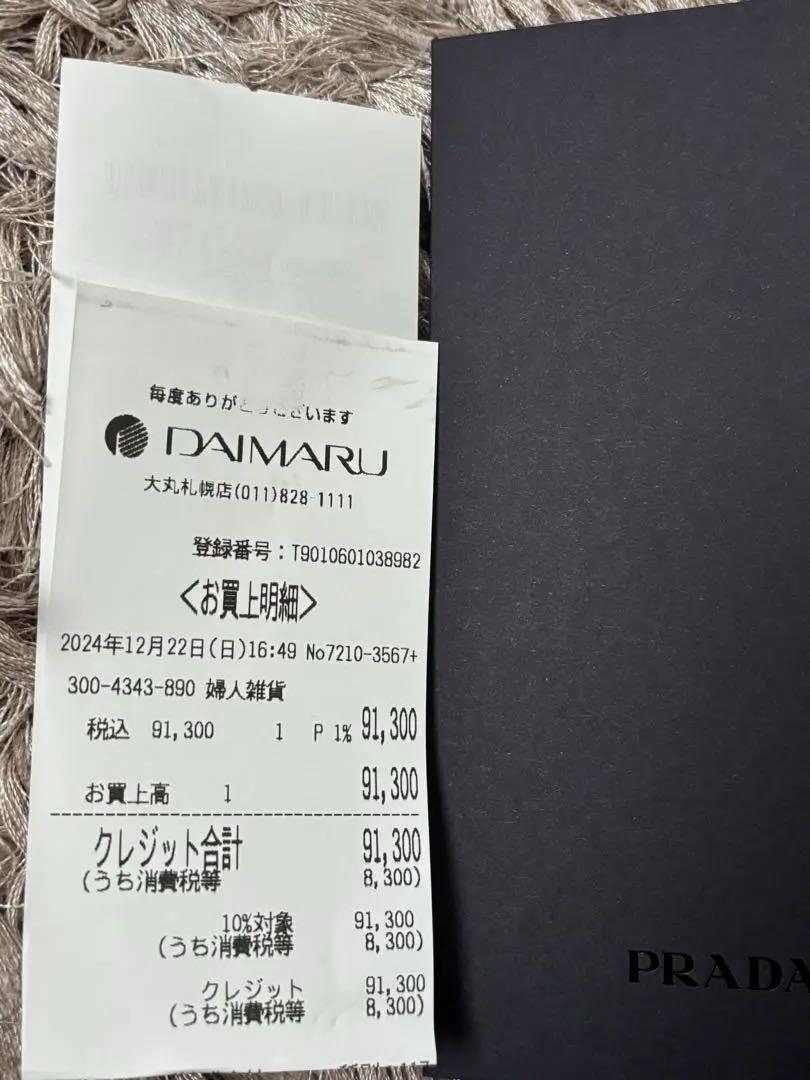 毎度ありがとうございます
DAIMARU
大丸札幌店(011)828-1111
登録番号：T9010601038982
<お買上明細>
2024年12月22日(日)16:49 No7210-3567+
300-4343-890 婦人雑貨
税込 91,300 1 P 1% 91,300
お買上高 1 91,300
クレジット合計 91,300
(うち消費税等 8,300)
10%対象 91,300
(うち消費税等 8,300)
クレジット 91,300
(うち消費税等 8,300)
PRADA